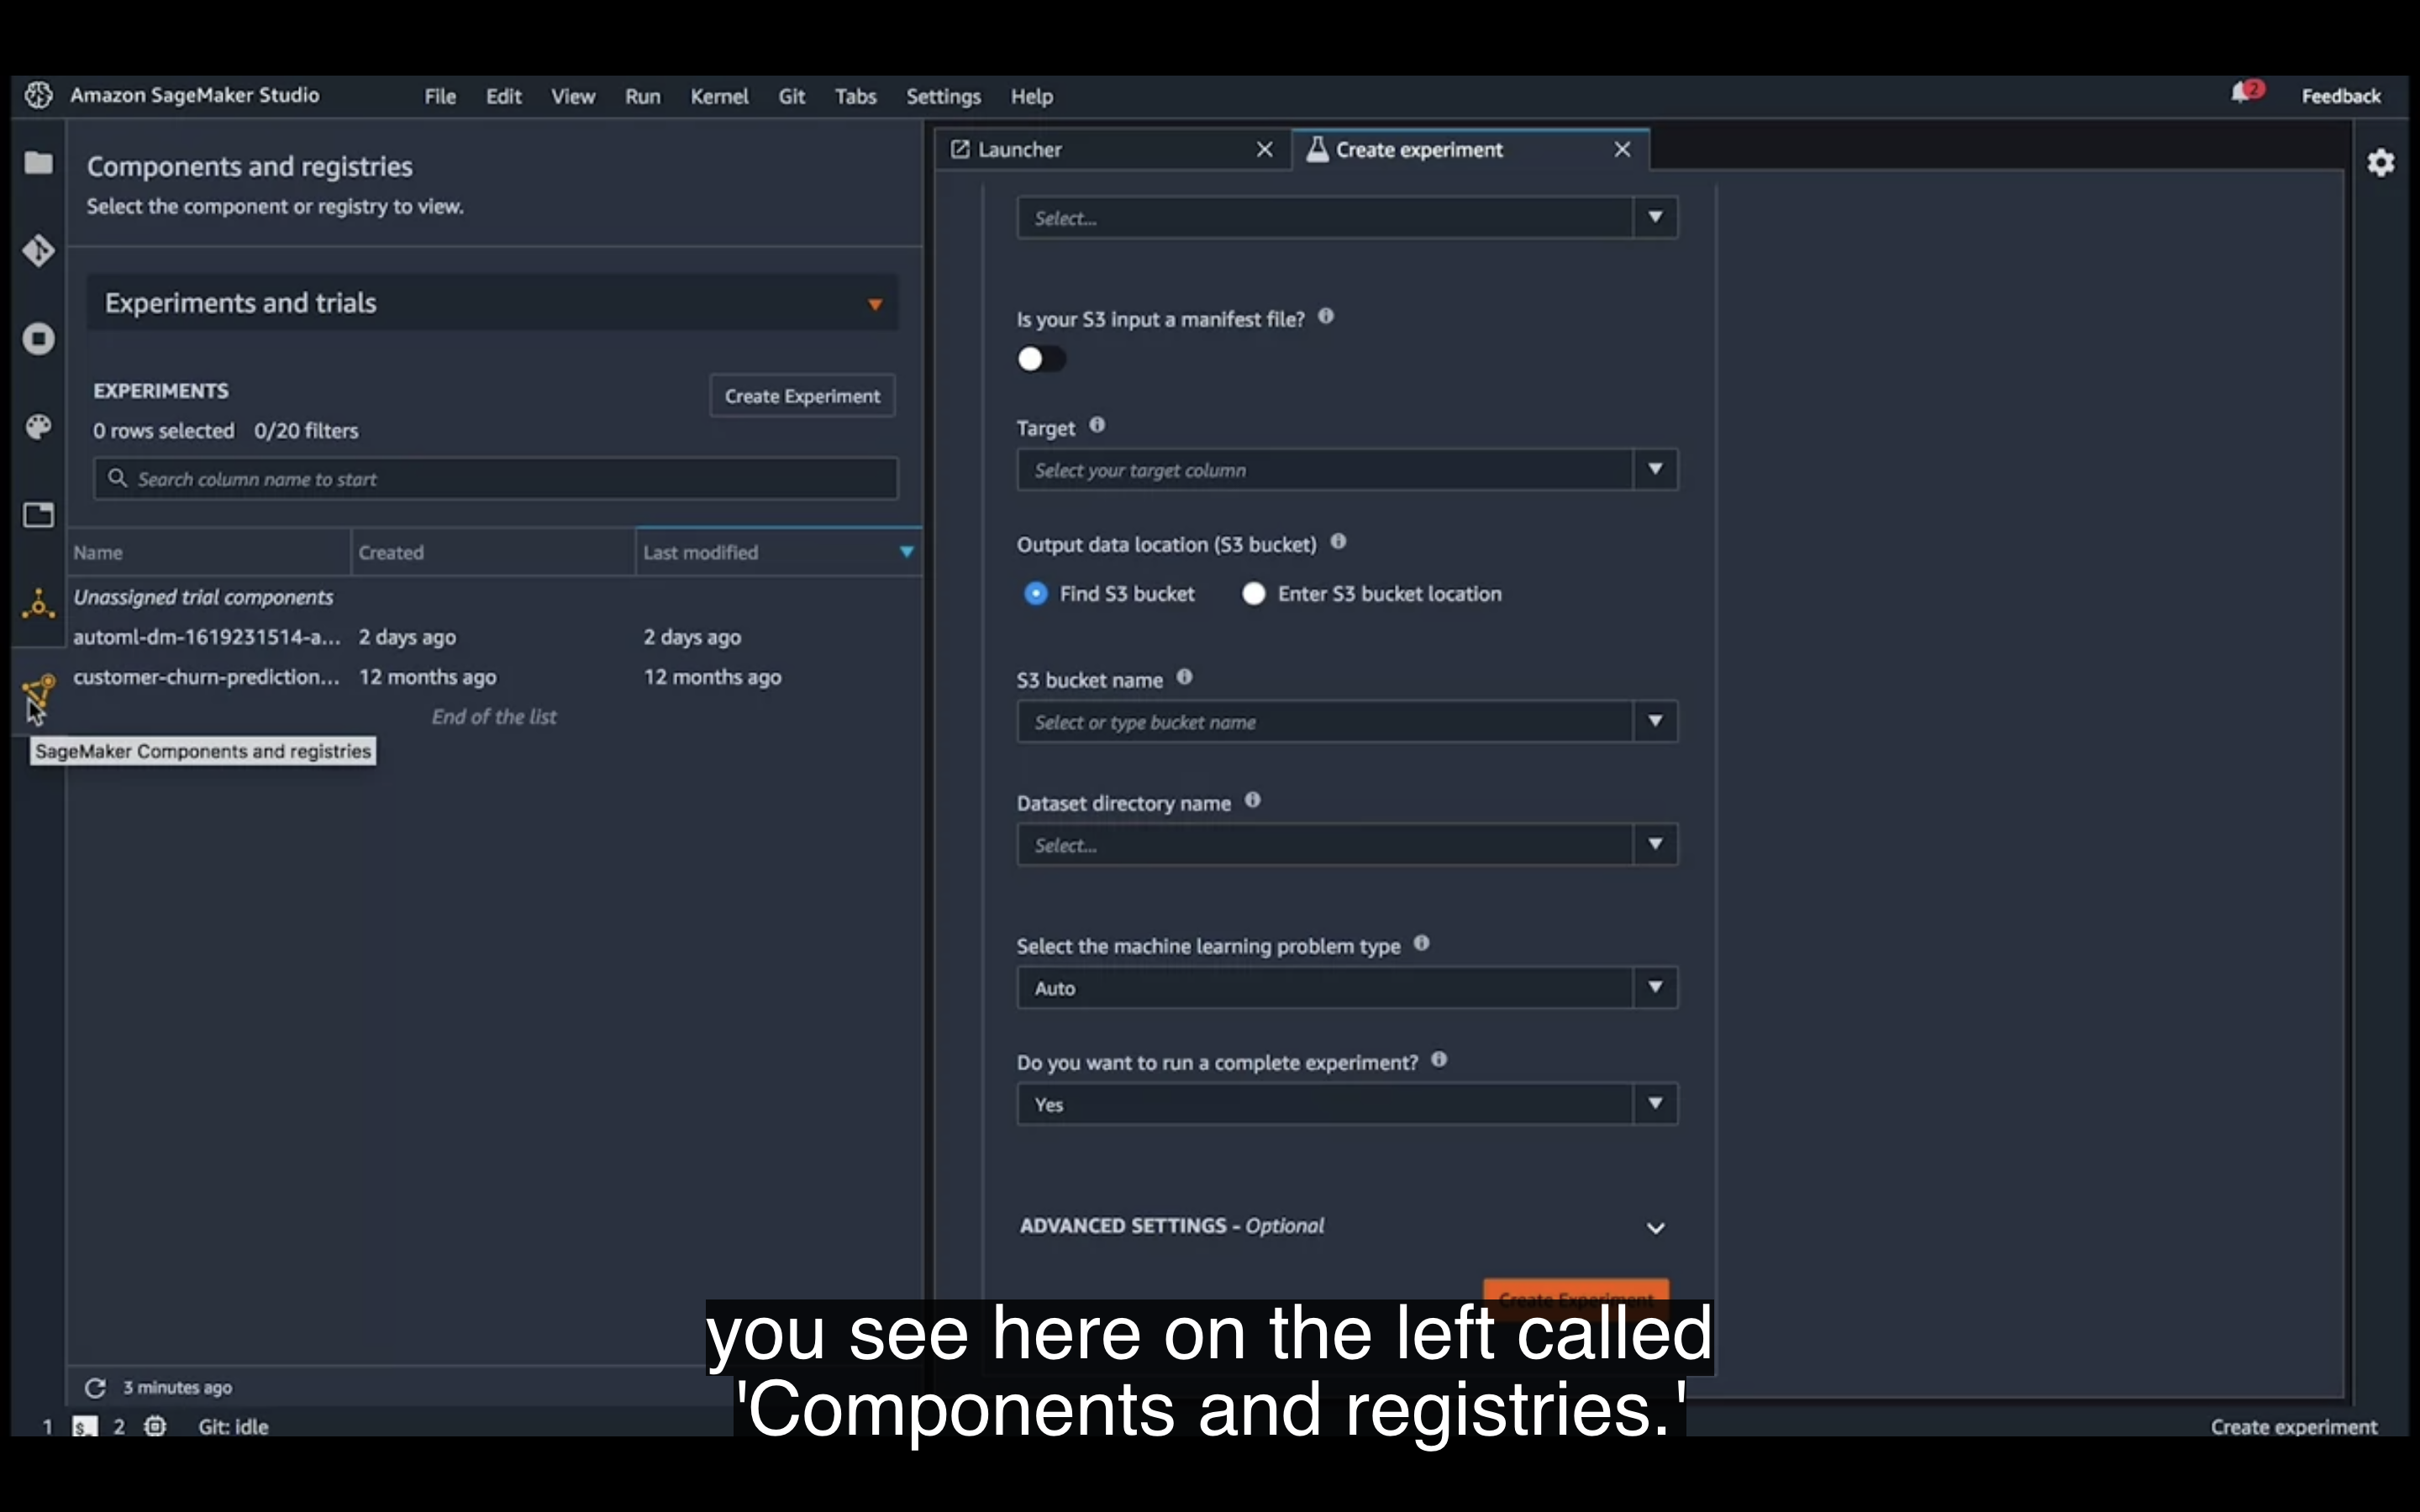 Amazon SageMaker Studio File Edit View Run Kernel Git Tabs Settings Help 2 Feedback
Components and registries
Select the component or registry to view.
Experiments and trials
EXPERIMENTS
Create Experiment
0 rows selected 0/20 filters
Search column name to start
Name Created Last modified
Unassigned trial components
automl-dm-1619231514-a... 2 days ago 2 days ago
customer-churn-prediction... 12 months ago 12 months ago
End of the list
SageMaker Components and registries
3 minutes ago
Launcher Create experiment
Select...
Is your S3 input a manifest file?
Target
Select your target column
Output data location (S3 bucket)
Find S3 bucket Enter S3 bucket location
S3 bucket name
Select or type bucket name
Dataset directory name
Select...
Select the machine learning problem type
Auto
Do you want to run a complete experiment?
Yes
ADVANCED SETTINGS - Optional
Create Experiment
you see here on the left called
'Components and registries.'
1 $_ 2 Git: idle Create experiment